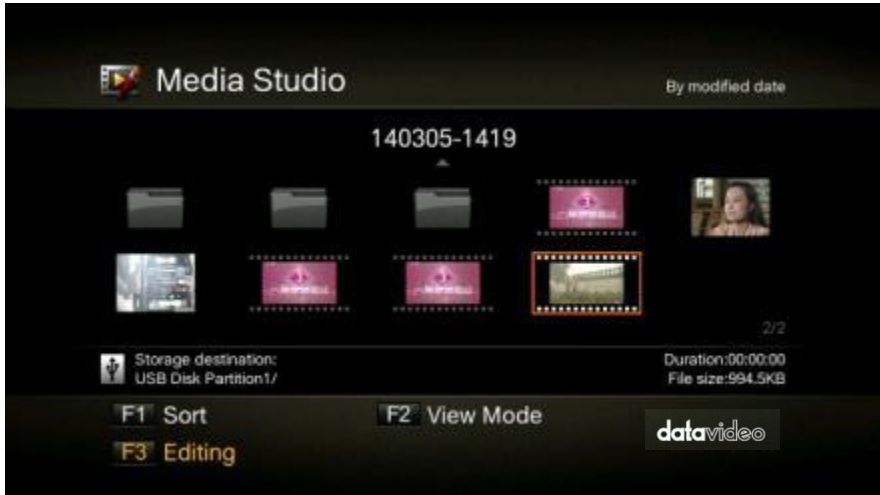 Media Studio
By modified date
140305-1419
2/2
Storage destination:
USB Disk Partition1/
Duration:00:00:00
File size:994.5KB
F1 Sort
F2 View Mode
datavideo
F3 Editing